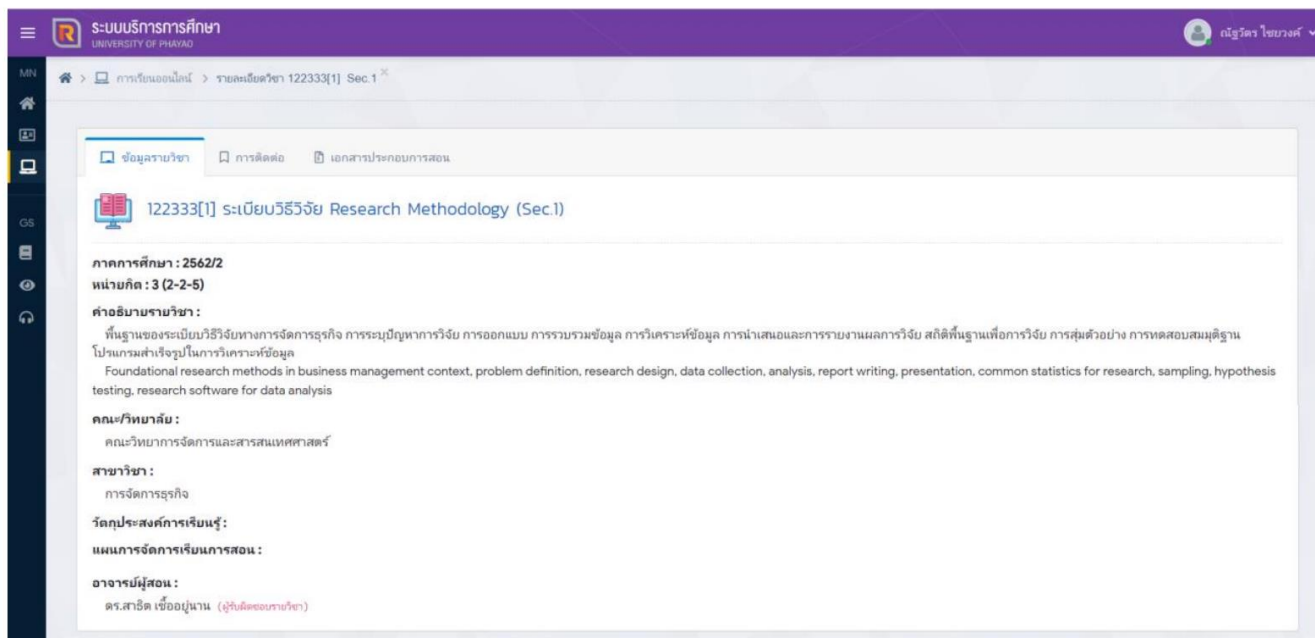 ระบบบริการการศึกษา
UNIVERSITY OF PHAYAO
ณัฐวัตร ไชยวงค์
MN
การเรียนออนไลน์ > รายละเอียดวิชา 122333[1] Sec.1
ข้อมูลรายวิชา การติดต่อ เอกสารประกอบการสอน
122333[1] ระเบียบวิธีวิจัย Research Methodology (Sec.1)
GS
ภาคการศึกษา : 2562/2
หน่วยกิต : 3 (2-2-5)
คำอธิบายรายวิชา :
พื้นฐานของระเบียบวิธีวิจัยทางการจัดการธุรกิจ การระบุปัญหาการวิจัย การออกแบบ การรวบรวมข้อมูล การวิเคราะห์ข้อมูล การนำเสนอและการรายงานผลการวิจัย สถิติพื้นฐานเพื่อการวิจัย การสุ่มตัวอย่าง การทดสอบสมมุติฐาน
โปรแกรมสำเร็จรูปในการวิเคราะห์ข้อมูล
Foundational research methods in business management context, problem definition, research design, data collection, analysis, report writing, presentation, common statistics for research, sampling, hypothesis
testing, research software for data analysis
คณะ/วิทยาลัย :
คณะวิทยาการจัดการและสารสนเทศศาสตร์
สาขาวิชา :
การจัดการธุรกิจ
วัตถุประสงค์การเรียนรู้ :
แผนการจัดการเรียนการสอน :
อาจารย์ผู้สอน :
ดร.สาธิต เชื้ออยู่นาน (ผู้รับผิดชอบรายวิชา)